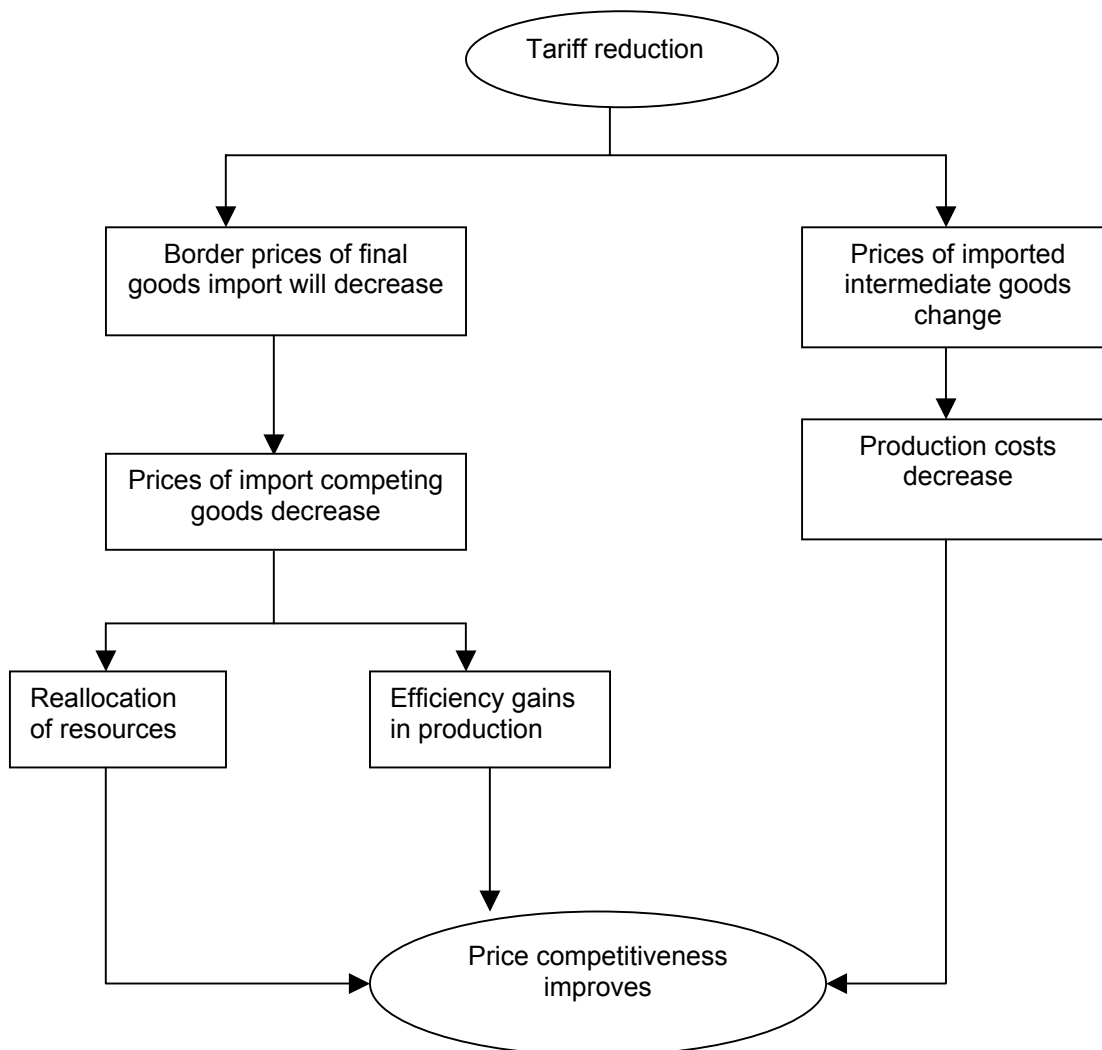 Tariff reduction
Border prices of final
goods import will decrease
Prices of imported
intermediate goods
change
Production costs
decrease
Prices of import competing
goods decrease
Reallocation
of resources
Efficiency gains
in production
Price competitiveness
improves